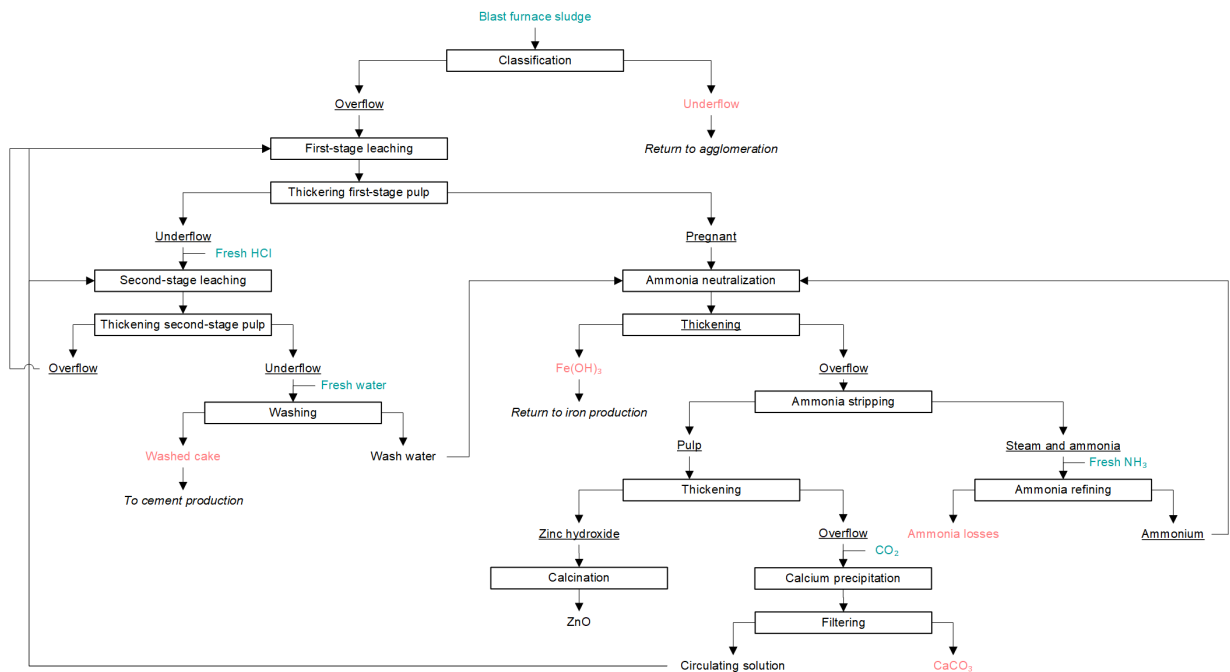 Blast furnace sludge
Classification
Overflow
Underflow
First-stage leaching
Return to agglomeration
Thickering first-stage pulp
Underflow
Pregnant
Fresh HCl
Second-stage leaching
Ammonia neutralization
Thickening second-stage pulp
Thickening
Overflow
Underflow
Fe(OH)₃
Overflow
Fresh water
Washing
Return to iron production
Ammonia stripping
Washed cake
Wash water
Pulp
Steam and ammonia
Fresh NH₃
To cement production
Thickening
Ammonia refining
Zinc hydroxide
Overflow
Ammonia losses
Ammonium
CO₂
Calcination
Calcium precipitation
ZnO
Filtering
Circulating solution
CaCO₃